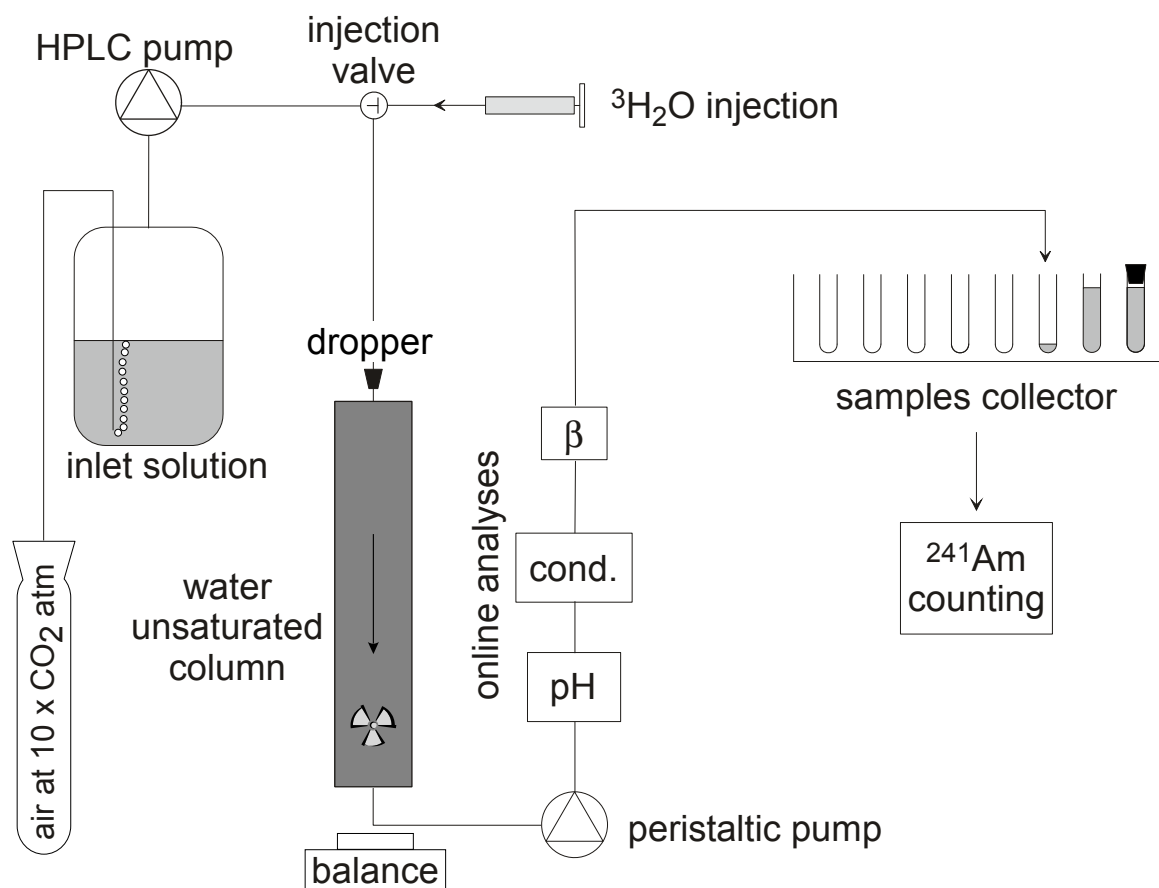 HPLC pump
injection
valve
³H₂O injection
dropper
inlet solution
air at 10 x CO₂ atm
water
unsaturated
column
balance
peristaltic pump
online analyses
pH
cond.
β
samples collector
²⁴¹Am
counting